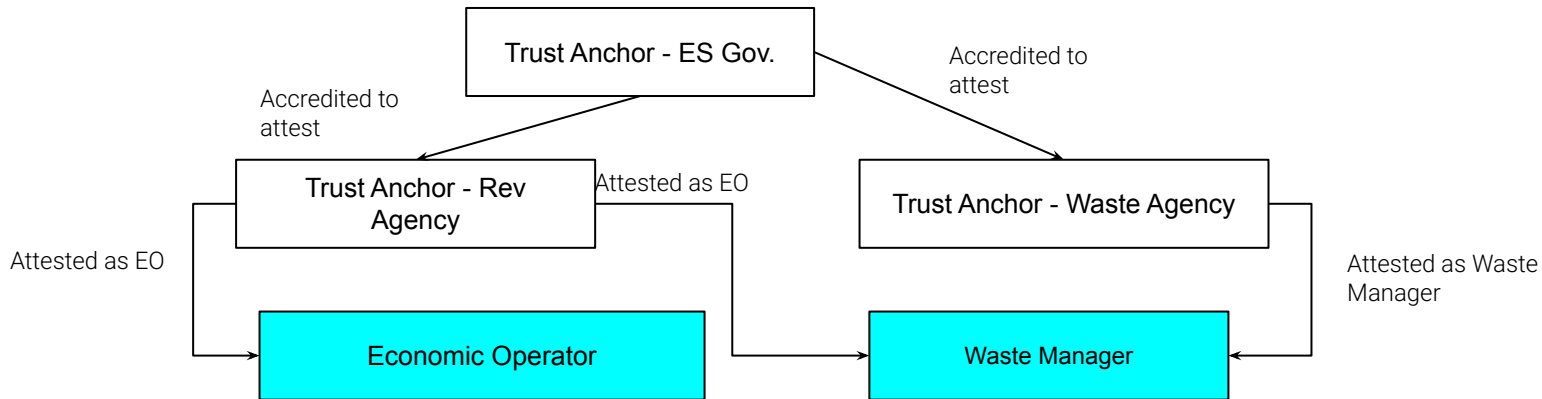 Trust Anchor - ES Gov.
Accredited to
attest
Accredited to
attest
Trust Anchor - Rev
Agency
Attested as EO
Trust Anchor - Waste Agency
Attested as EO
Attested as Waste
Manager
Economic Operator
Waste Manager